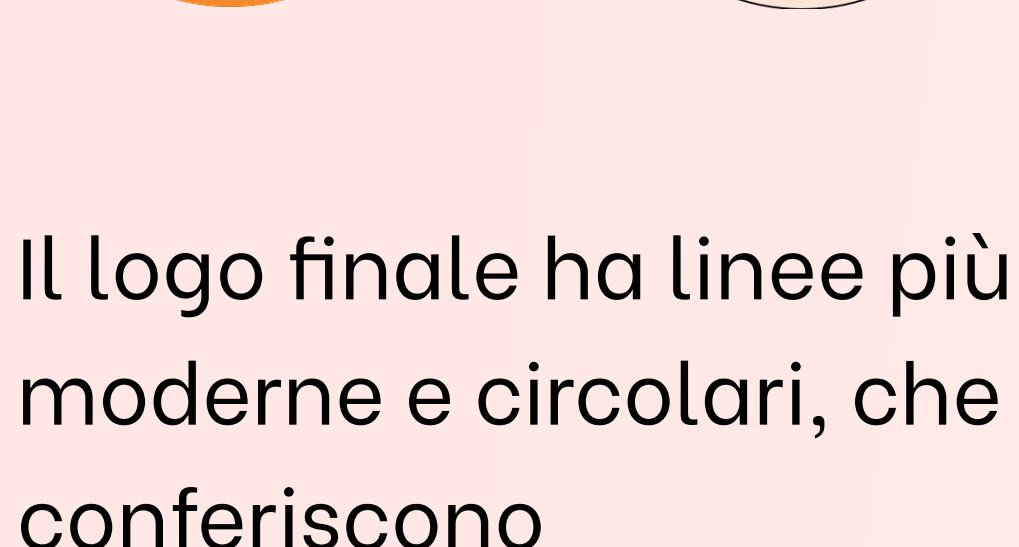 Il logo finale ha linee più
moderne e circolari, che
conferiscono